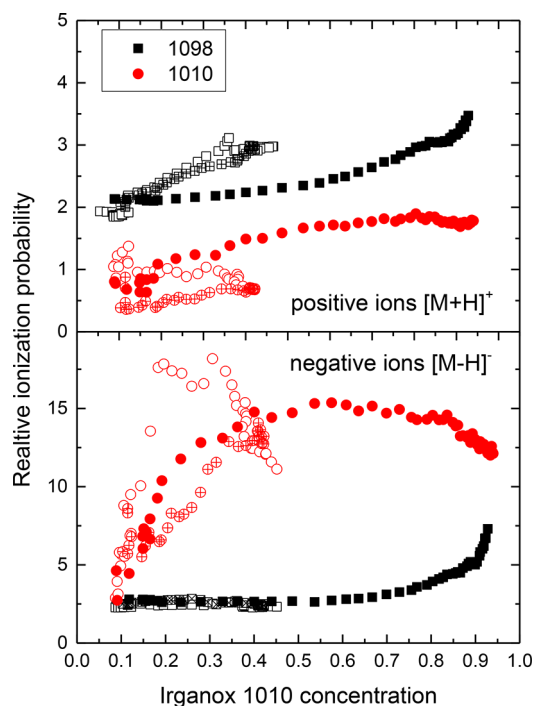 5
1098
1010
4
3
2
1
positive ions [M+H]+
0
negative ions [M-H]-
15
10
5
0
0.0 0.1 0.2 0.3 0.4 0.5 0.6 0.7 0.8 0.9 1.0
Realtive ionization probability
Irganox 1010 concentration